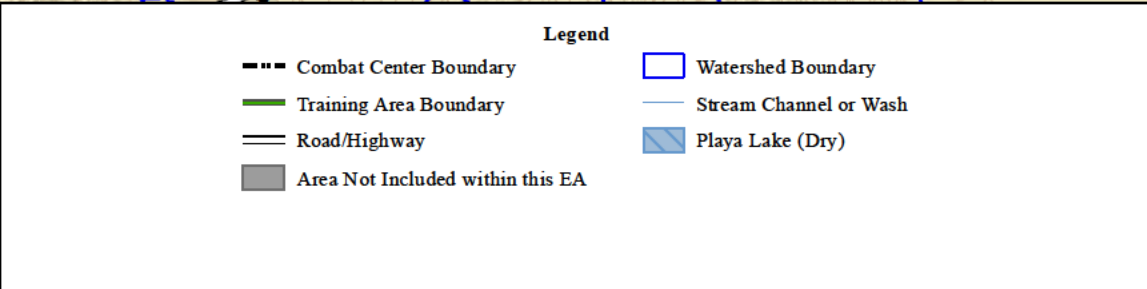 Legend
Combat Center Boundary
Training Area Boundary
Road/Highway
Area Not Included within this EA
Watershed Boundary
Stream Channel or Wash
Playa Lake (Dry)